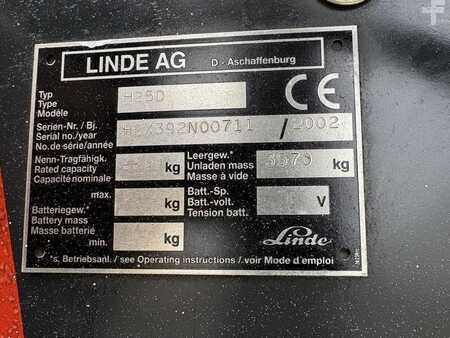 LINDE AG D - Aschaffenburg
CE
Typ
Type
Modèle
H25D
Serien-Nr. / Bj.
Serial no./year
No. de série/année
/ 2002
Nenn-Tragfähigk.
Rated capacity
Capacité nominale
kg
Leergew.*
Unladen mass
Masse à vide
3570 kg
max. kg
Batteriegew.*
Battery mass
Masse batterie
min. kg
Batt.-Sp.
Batt.-volt.
Tension batt.
V
Linde
*s. Betriebsanl. / see Operating instructions / voir Mode d'emploi